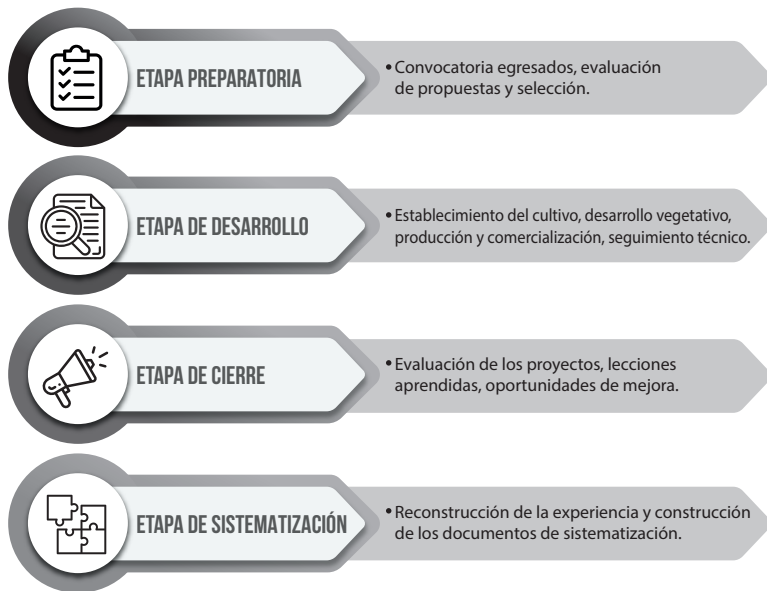 ETAPA PREPARATORIA
• Convocatoria egresados, evaluación
de propuestas y selección.
ETAPA DE DESARROLLO
• Establecimiento del cultivo, desarrollo vegetativo,
producción y comercialización, seguimiento técnico.
ETAPA DE CIERRE
• Evaluación de los proyectos, lecciones
aprendidas, oportunidades de mejora.
ETAPA DE SISTEMATIZACIÓN
• Reconstrucción de la experiencia y construcción
de los documentos de sistematización.